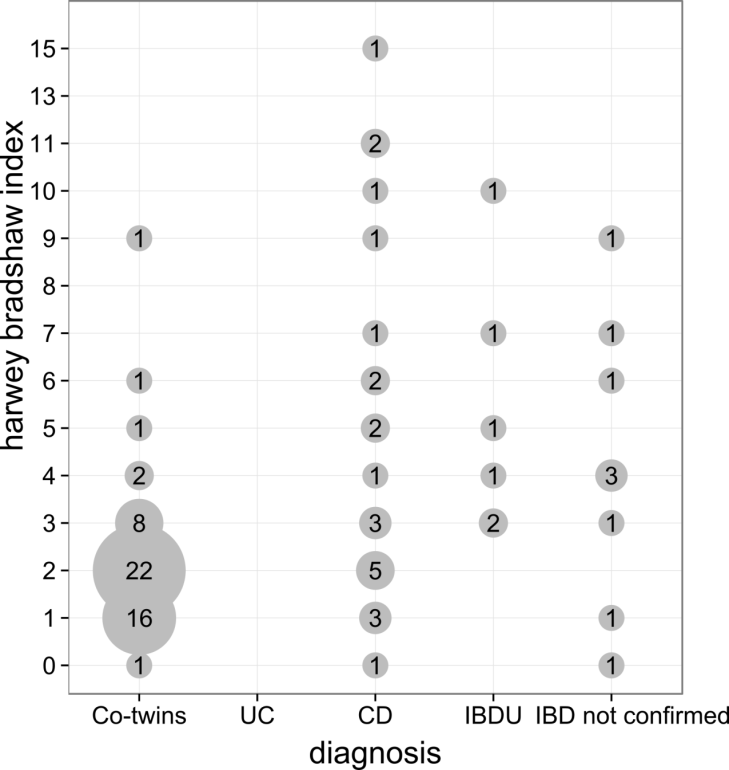 harwey bradshaw index
15 1
13
11 2
10 1 1
9 1 1 1
8
7 1 1 1
6 1 2 1
5 1 2 1
4 2 1 1 3
3 8 3 2 1
2 22 5
1 16 3 1
0 1 1 1
Co-twins UC CD IBDU IBD not confirmed
diagnosis